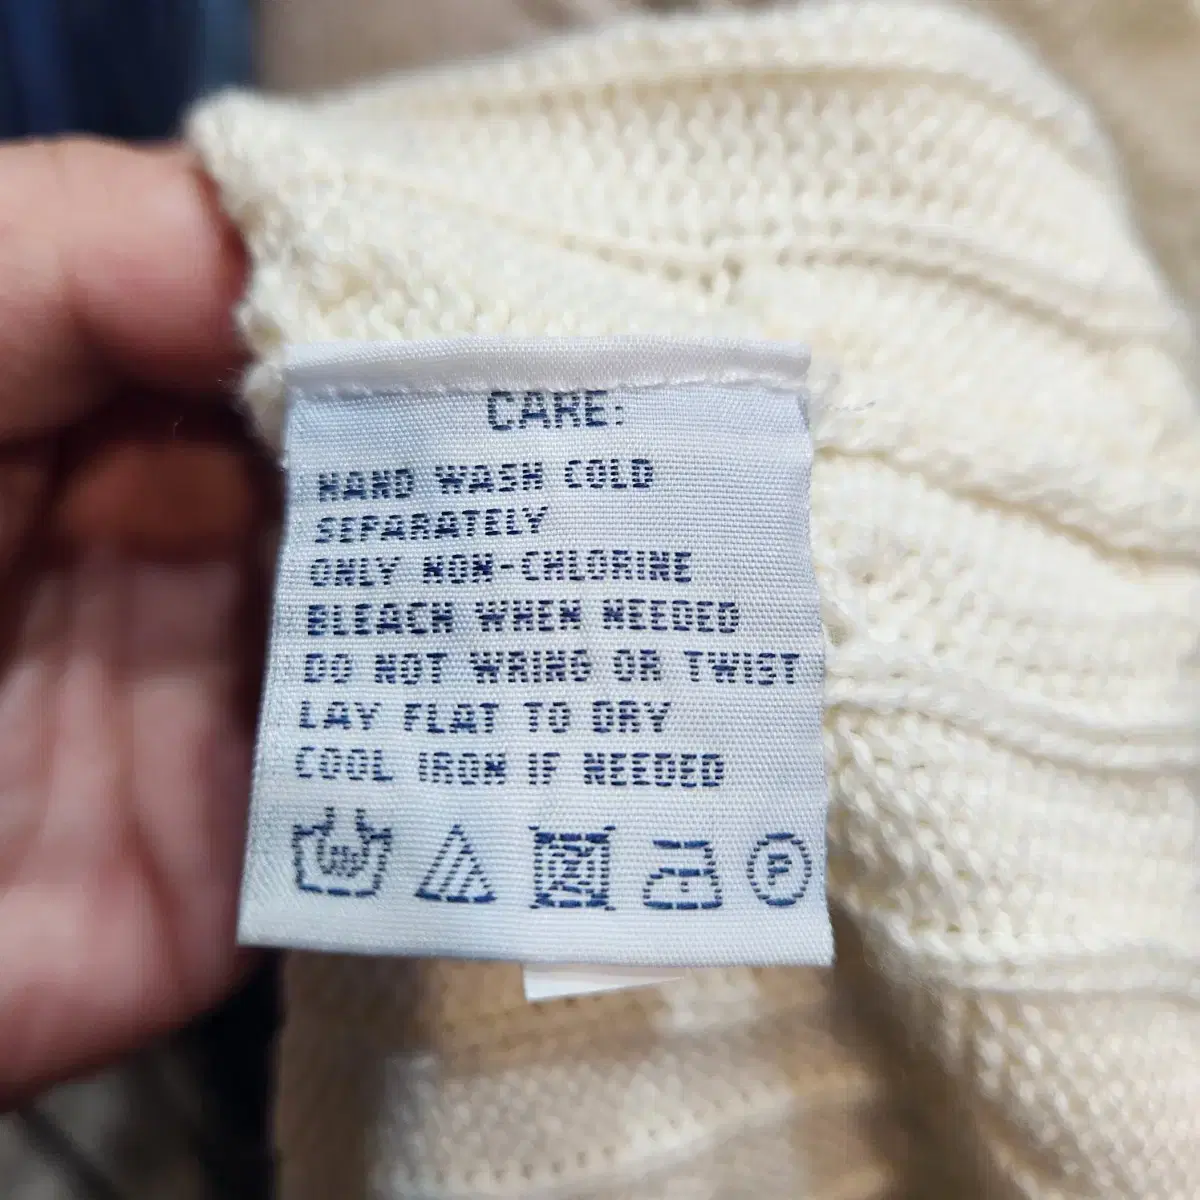 CARE:
HAND WASH COLD
SEPARATELY
ONLY NON-CHLORINE
BLEACH WHEN NEEDED
DO NOT WRING OR TWIST
LAY FLAT TO DRY
COOL IRON IF NEEDED
P